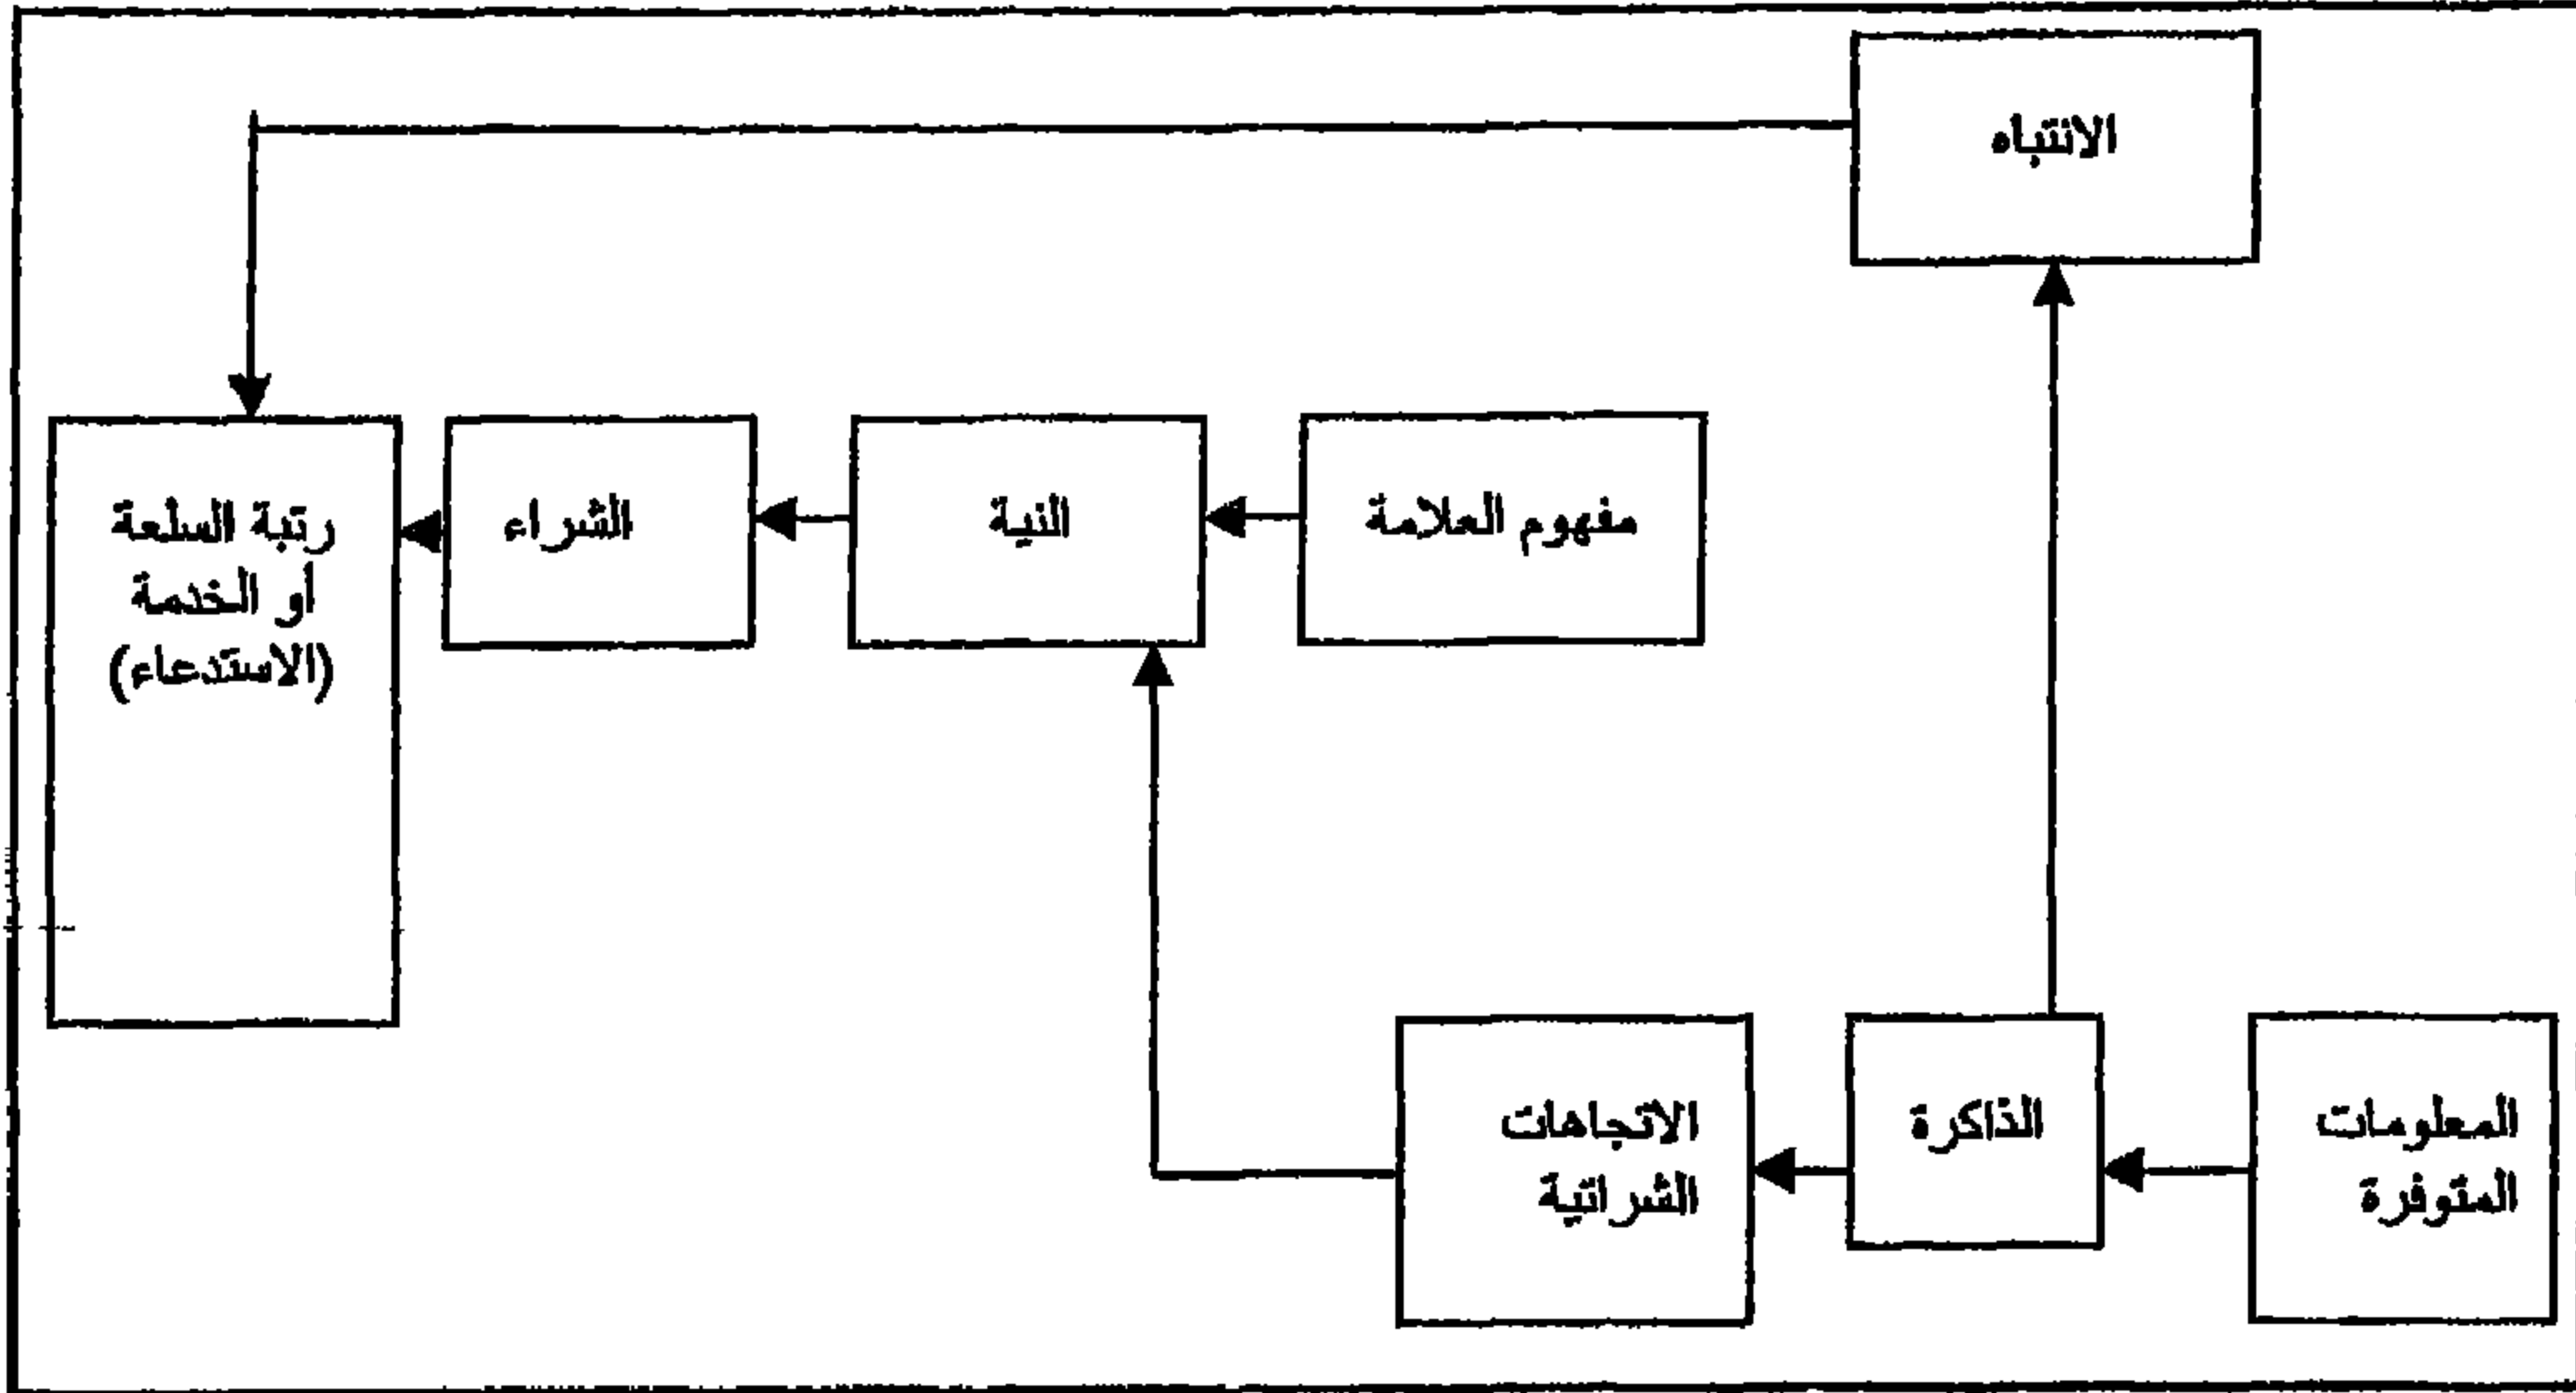 الانتباه
مفهوم العلامة
النية
الشراء
رتبة السلعة
أو الخدمة
(الاستدعاء)
المعلومات
المتوفرة
الذاكرة
الاتجاهات
الشرائية